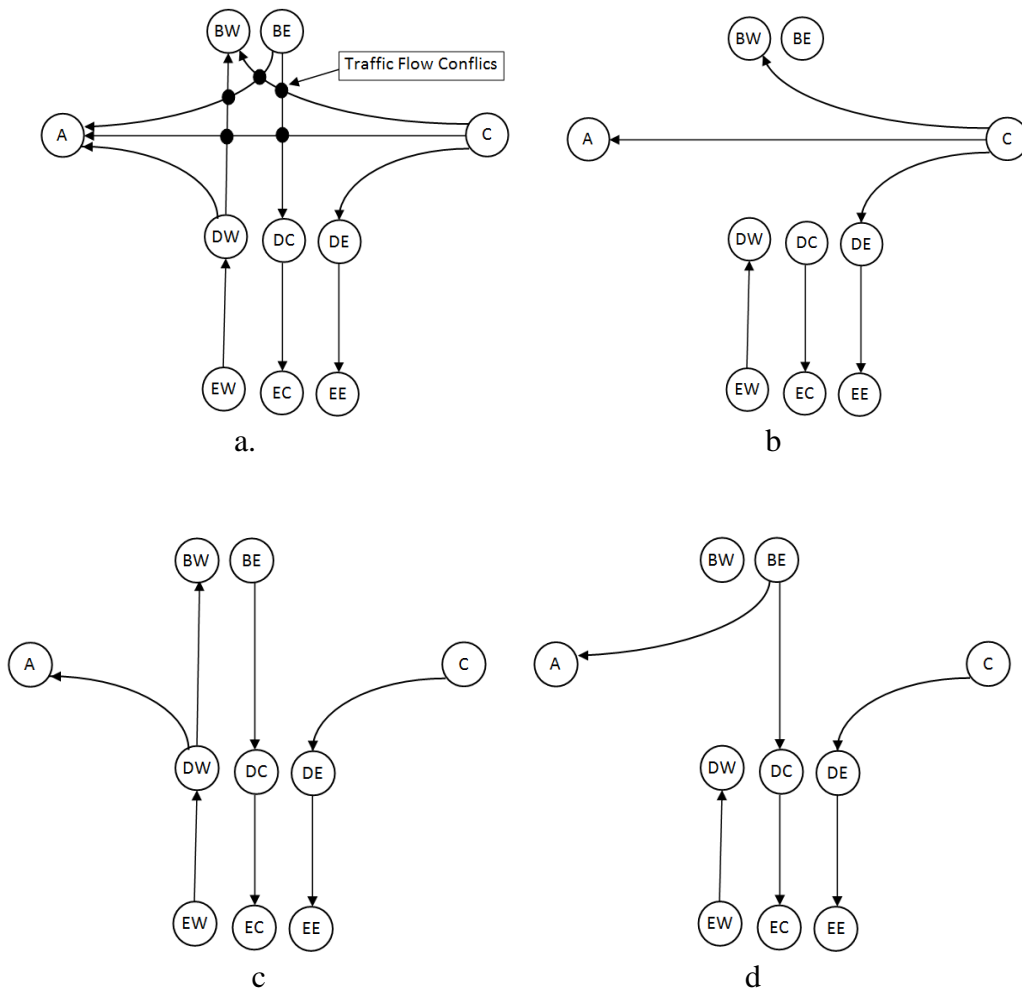 BW BE
Traffic Flow Conflics
A
C
DW DC DE
EW EC EE
a.
BW BE
A
C
DW DC DE
EW EC EE
b
BW BE
A
C
DW DC DE
EW EC EE
c
BW BE
A
C
DW DC DE
EW EC EE
d